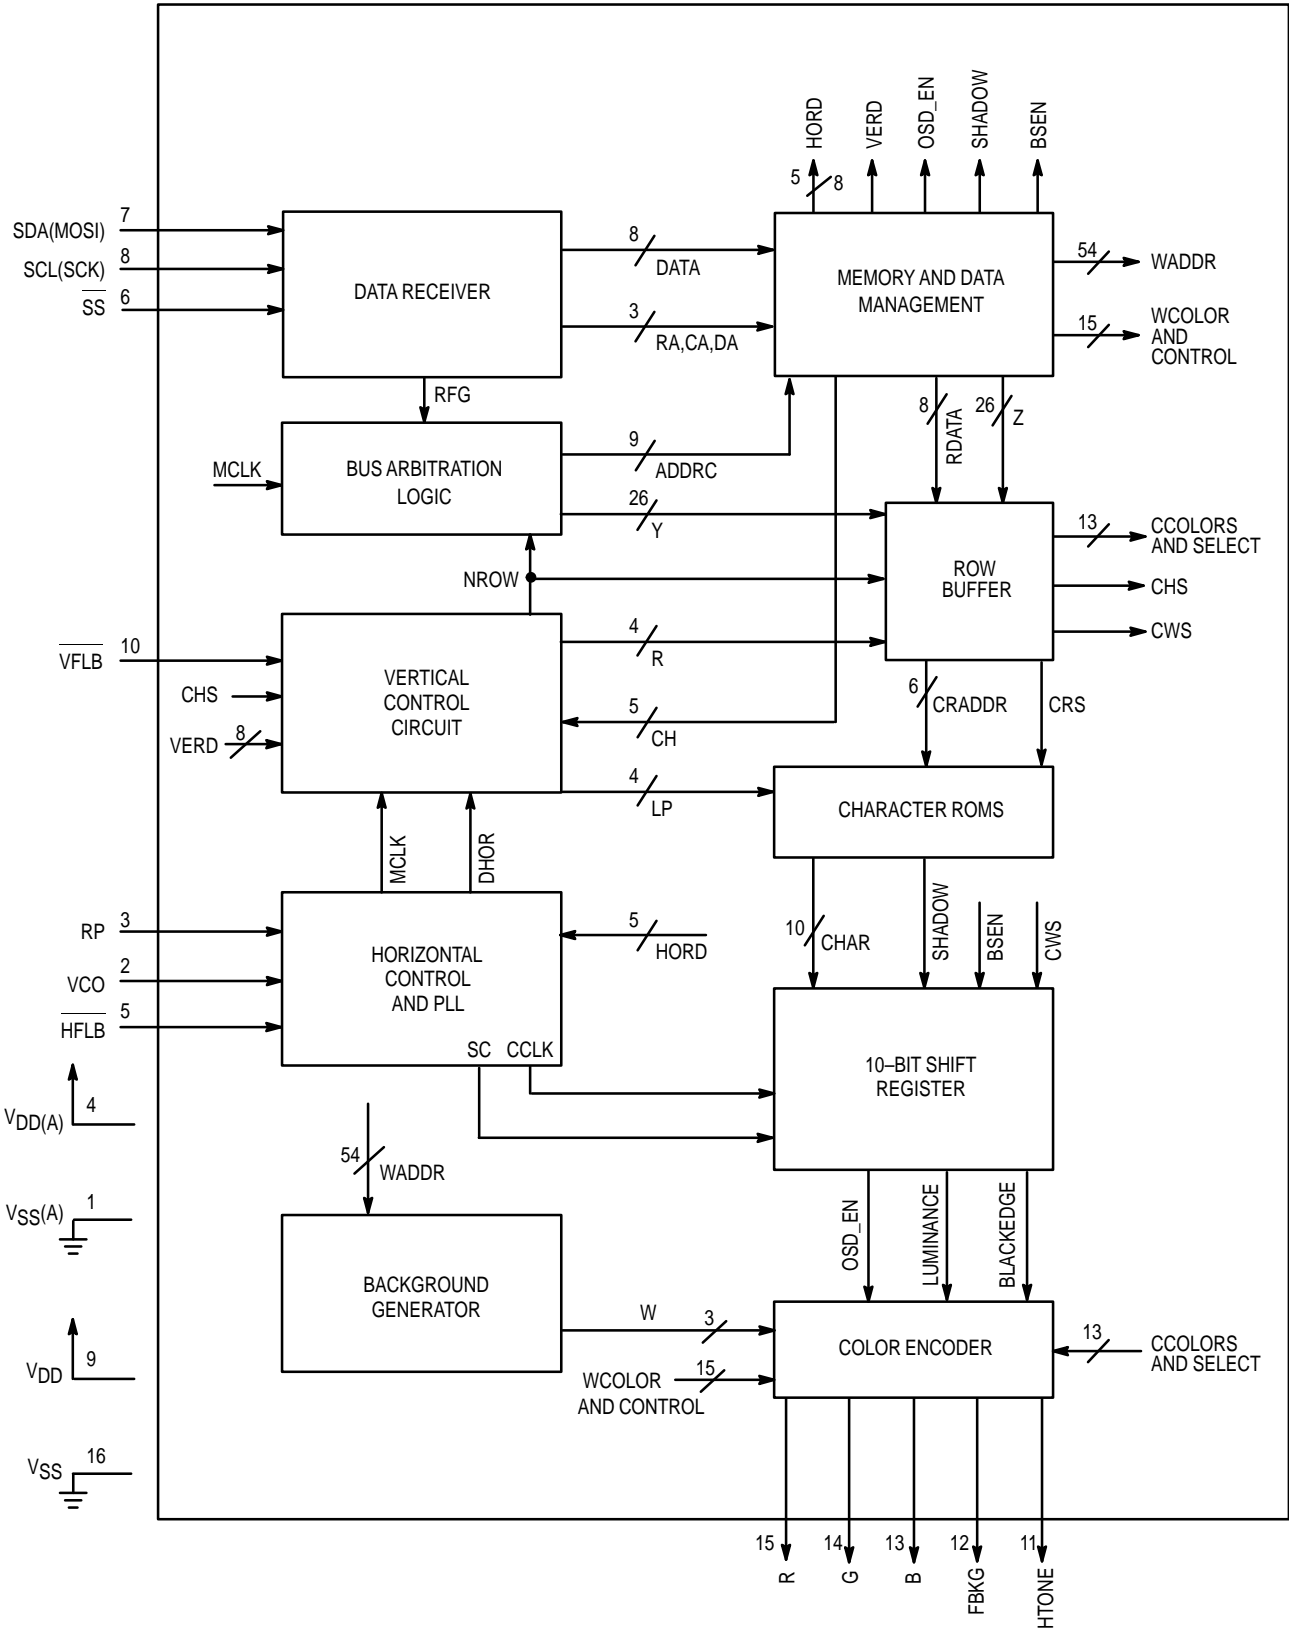 HORD
VERD
OSD_EN
SHADOW
BSEN
5
8
7
SDA(MOSI)
8
SCL(SCK)
6
SS
DATA RECEIVER
8
DATA
3
RA,CA,DA
MEMORY AND DATA
MANAGEMENT
54
WADDR
15
WCOLOR
AND
CONTROL
RFG
MCLK
BUS ARBITRATION
LOGIC
9
ADDRC
26
Y
8
RDATA
26
Z
NROW
ROW
BUFFER
13
CCOLORS
AND SELECT
CHS
CWS
10
VFLB
CHS
VERD
8
VERTICAL
CONTROL
CIRCUIT
4
R
5
CH
4
LP
6
CRADDR
CRS
CHARACTER ROMS
MCLK
DHOR
3
RP
2
VCO
5
HFLB
HORIZONTAL
CONTROL
AND PLL
SC
CCLK
5
HORD
10
CHAR
SHADOW
BSEN
CWS
10–BIT SHIFT
REGISTER
4
VDD(A)
54
WADDR
1
VSS(A)
OSD_EN
LUMINANCE
BLACKEDGE
BACKGROUND
GENERATOR
W
3
COLOR ENCODER
13
CCOLORS
AND SELECT
15
WCOLOR
AND CONTROL
9
VDD
16
VSS
15
14
13
12
11
R
G
B
FBKG
HTONE